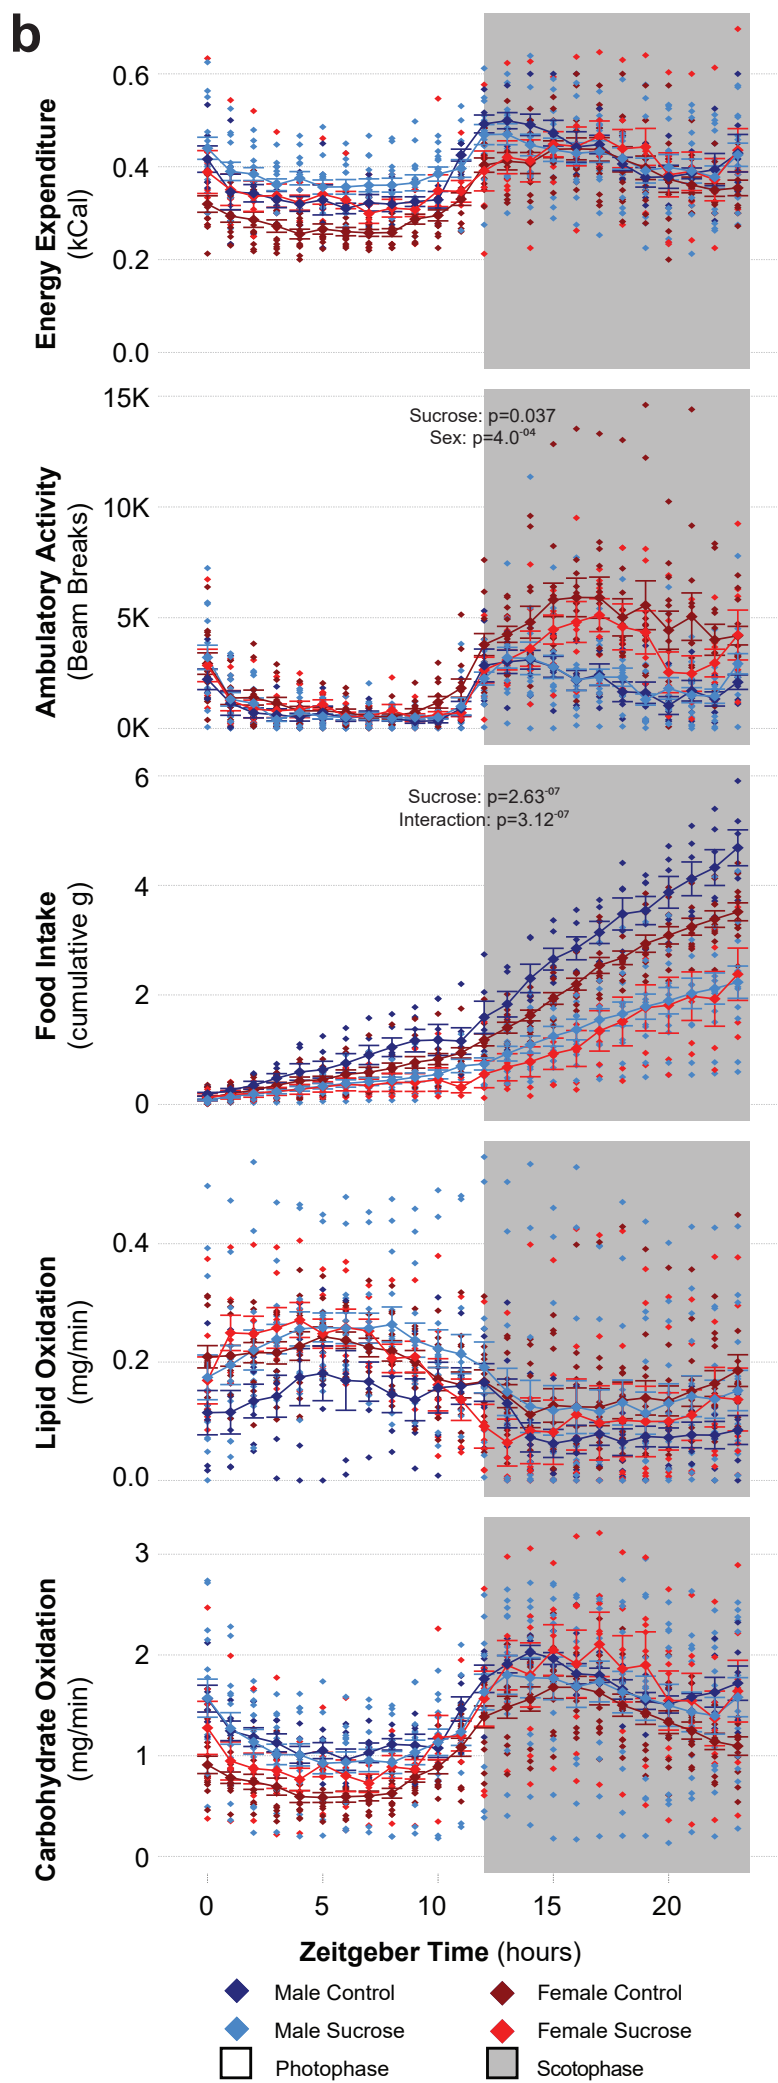 b
Energy Expenditure
(kCal)
0.6
0.4
0.2
0.0
Ambulatory Activity
(Beam Breaks)
15K
10K
5K
0K
Sucrose: p=0.037
Sex: p=4.0⁻⁰⁴
Food Intake
(cumulative g)
6
4
2
0
Sucrose: p=2.63⁻⁰⁷
Interaction: p=3.12⁻⁰⁷
Lipid Oxidation
(mg/min)
0.4
0.2
0.0
Carbohydrate Oxidation
(mg/min)
3
2
1
0
0 5 10 15 20
Zeitgeber Time (hours)
Male Control Female Control
Male Sucrose Female Sucrose
Photophase Scotophase